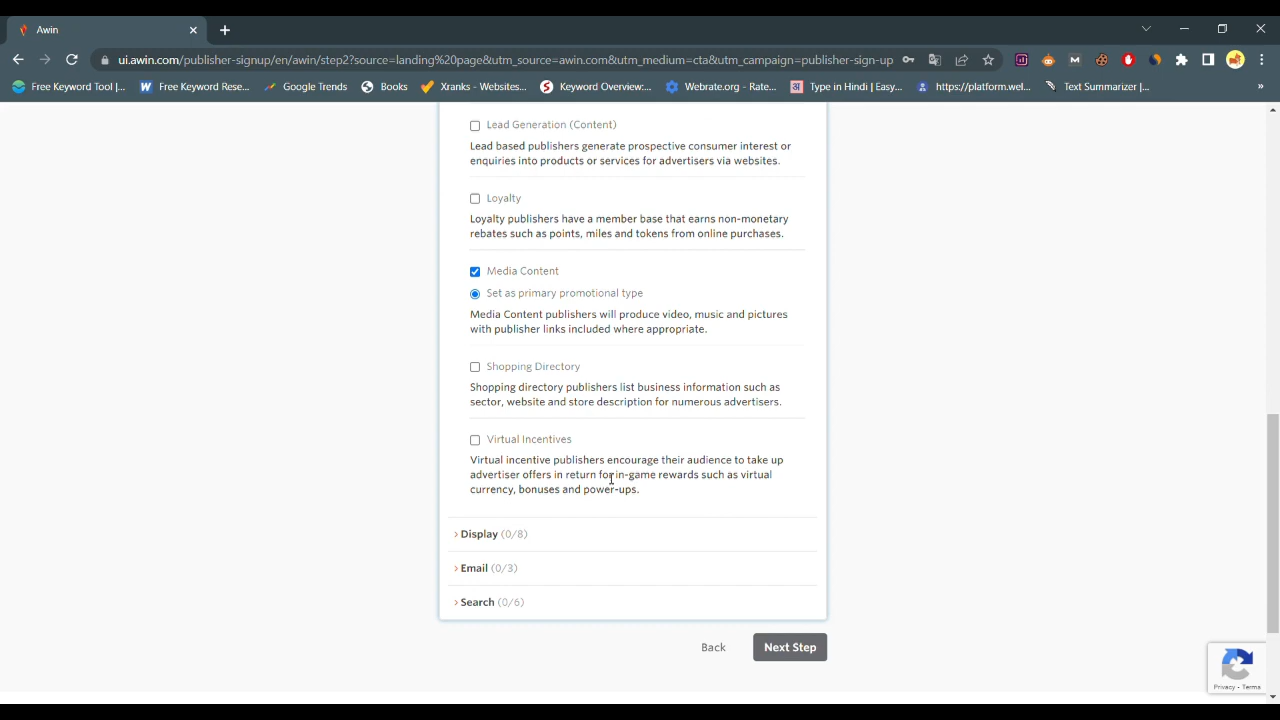 Awin
ui.awin.com/publisher-signup/en/awin/step2?source=landing%20page&utm_source=awin.com&utm_medium=cta&utm_campaign=publisher-sign-up
Free Keyword Tool |...
Free Keyword Rese...
Google Trends
Books
Xranks - Websites...
Keyword Overview:...
Webrate.org - Rate...
Type in Hindi | Easy...
https://platform.wel...
Text Summarizer |...
»
Lead Generation (Content)
Lead based publishers generate prospective consumer interest or
enquiries into products or services for advertisers via websites.
Loyalty
Loyalty publishers have a member base that earns non-monetary
rebates such as points, miles and tokens from online purchases.
Media Content
Set as primary promotional type
Media Content publishers will produce video, music and pictures
with publisher links included where appropriate.
Shopping Directory
Shopping directory publishers list business information such as
sector, website and store description for numerous advertisers.
Virtual Incentives
Virtual incentive publishers encourage their audience to take up
advertiser offers in return for in-game rewards such as virtual
currency, bonuses and power-ups.
Display (0/8)
Email (0/3)
Search (0/6)
Back
Next Step
Privacy - Terms